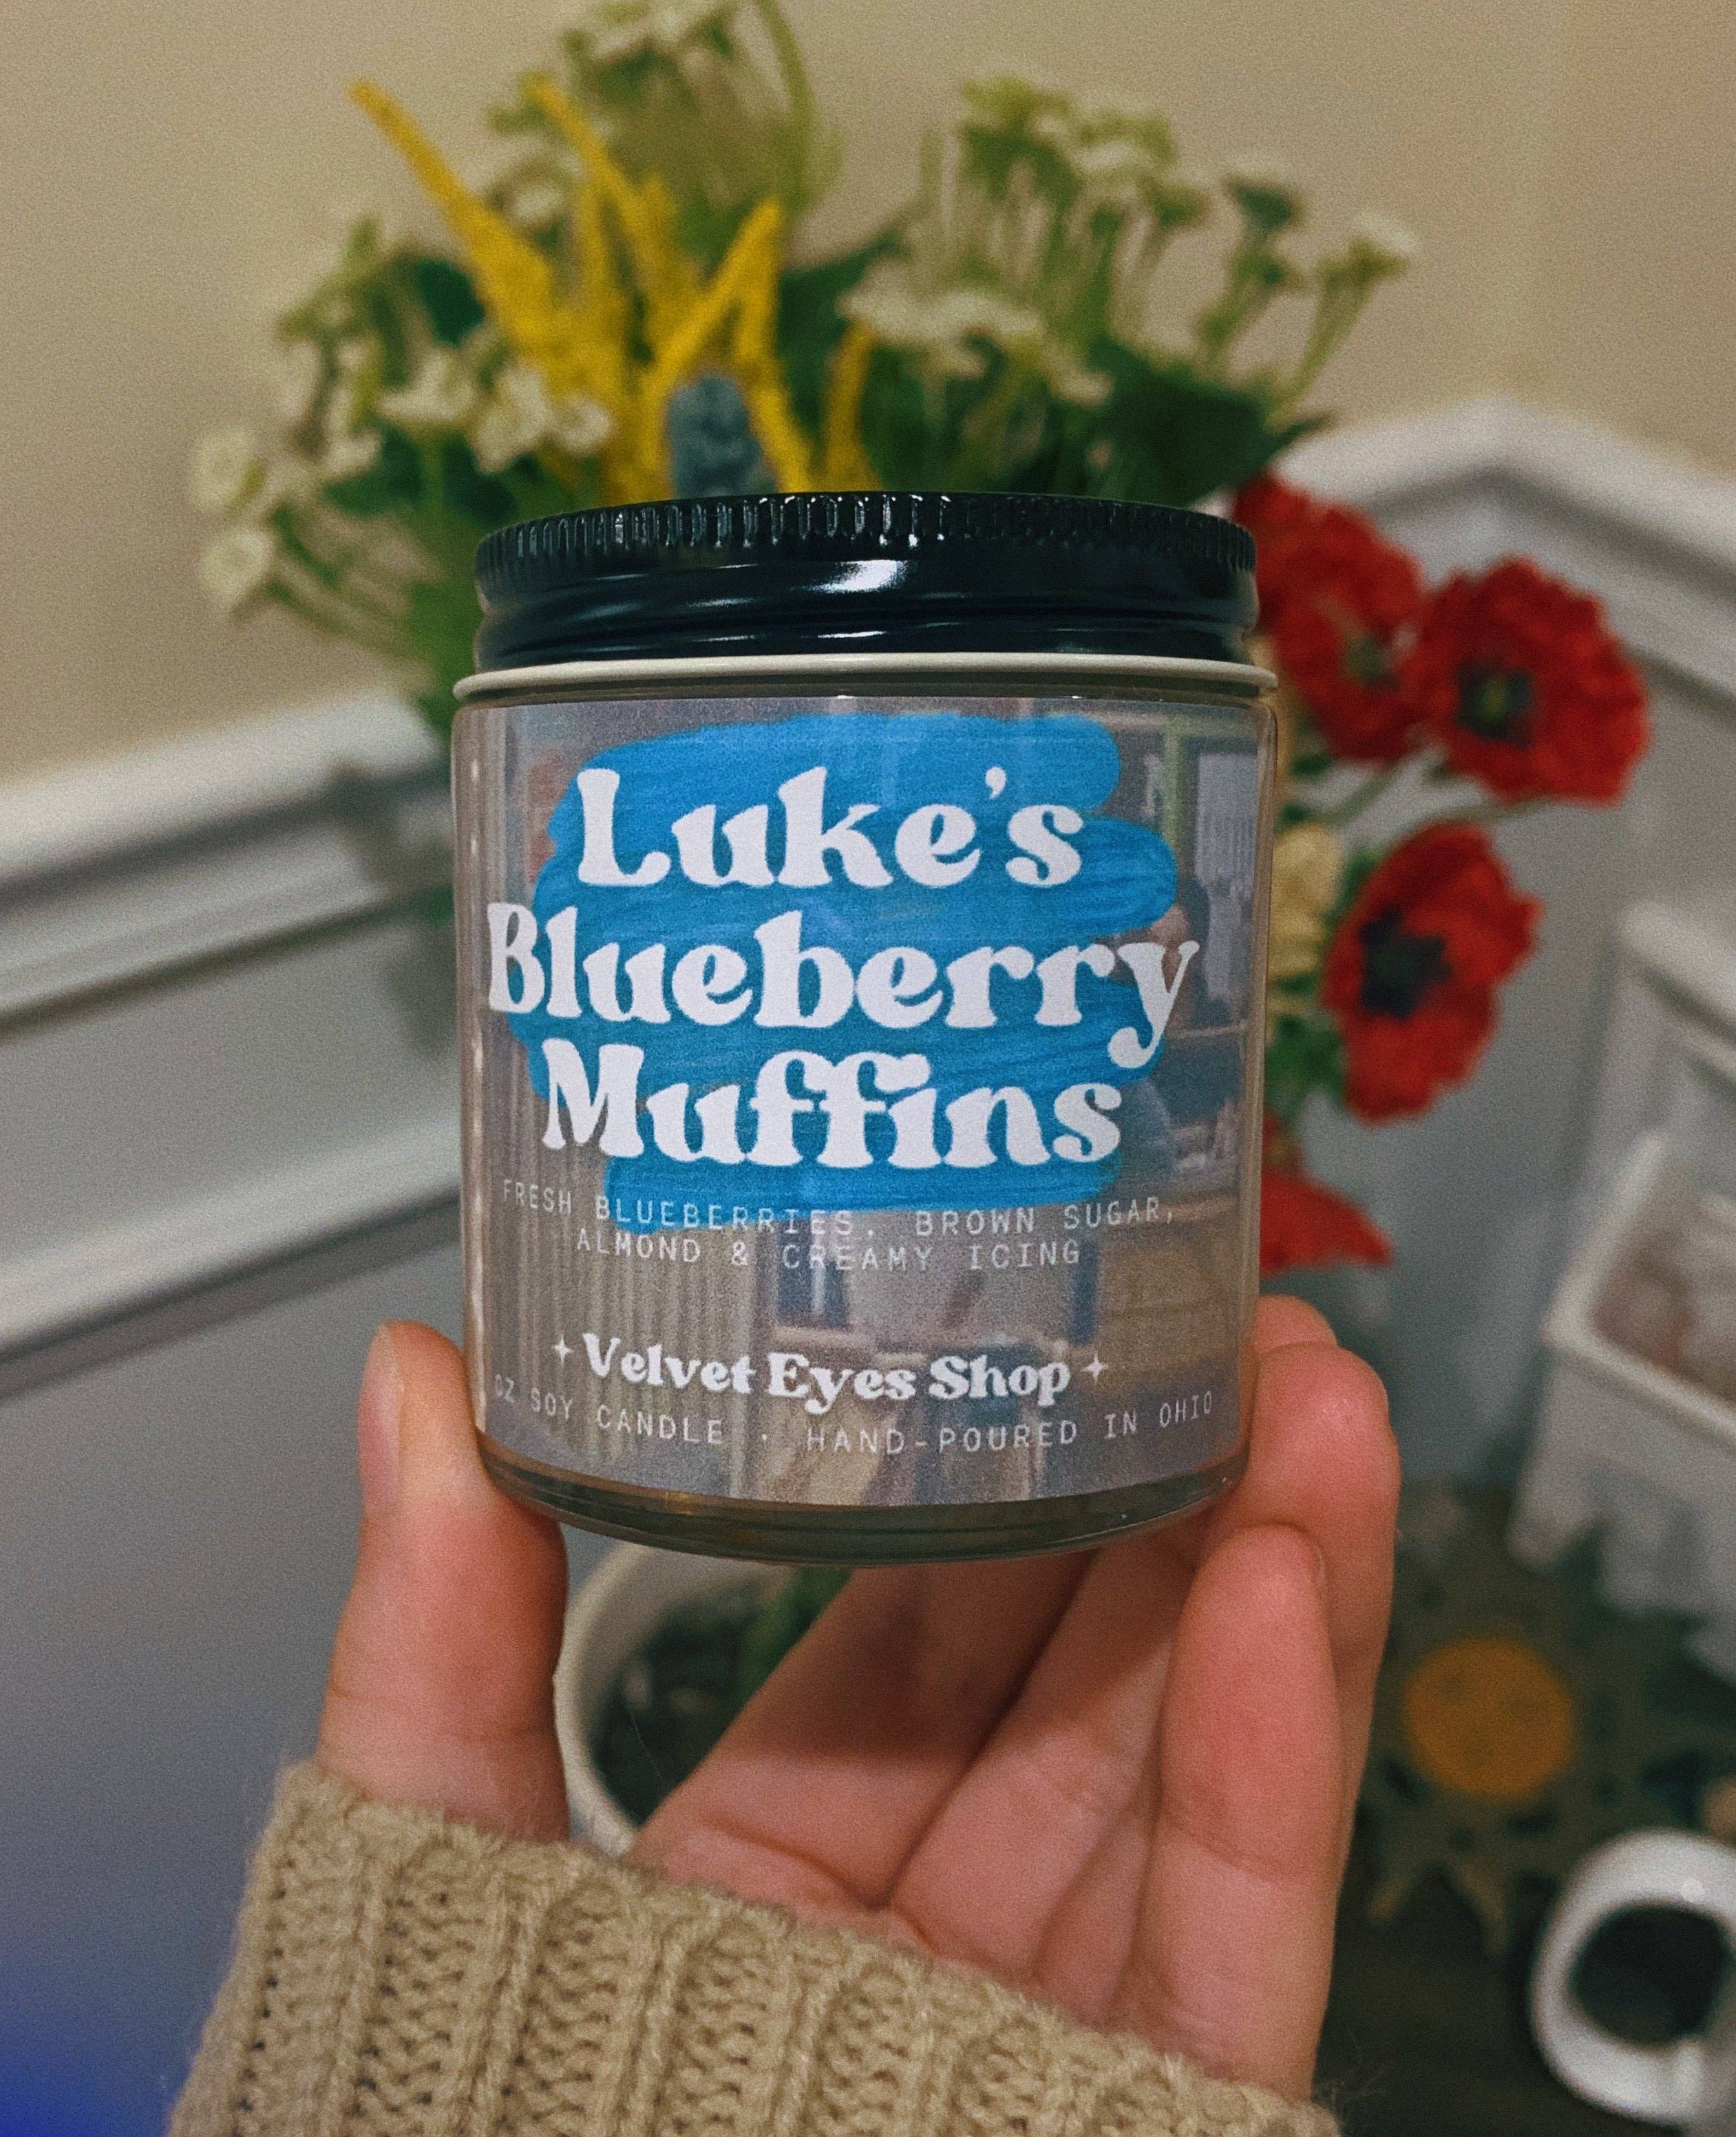 Luke's
Blueberry
Muffins
FRESH BLUEBERRIES, BROWN SUGAR,
ALMOND & CREAMY ICING
Velvet Eyes Shop
OZ SOY CANDLE · HAND-POURED IN OHIO